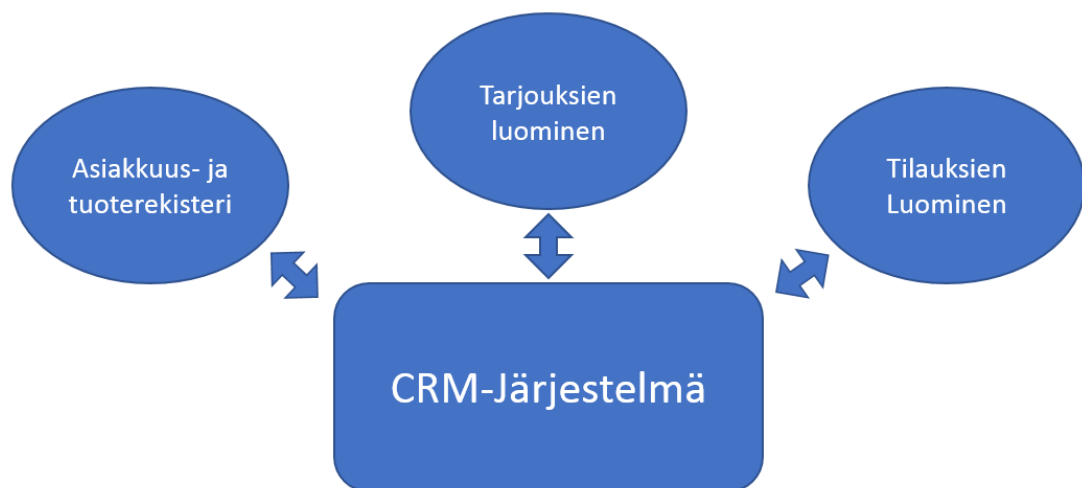 Asiakkuus- ja
tuoterekisteri
Tarjouksien
luominen
Tilauksien
Luominen
CRM-Järjestelmä